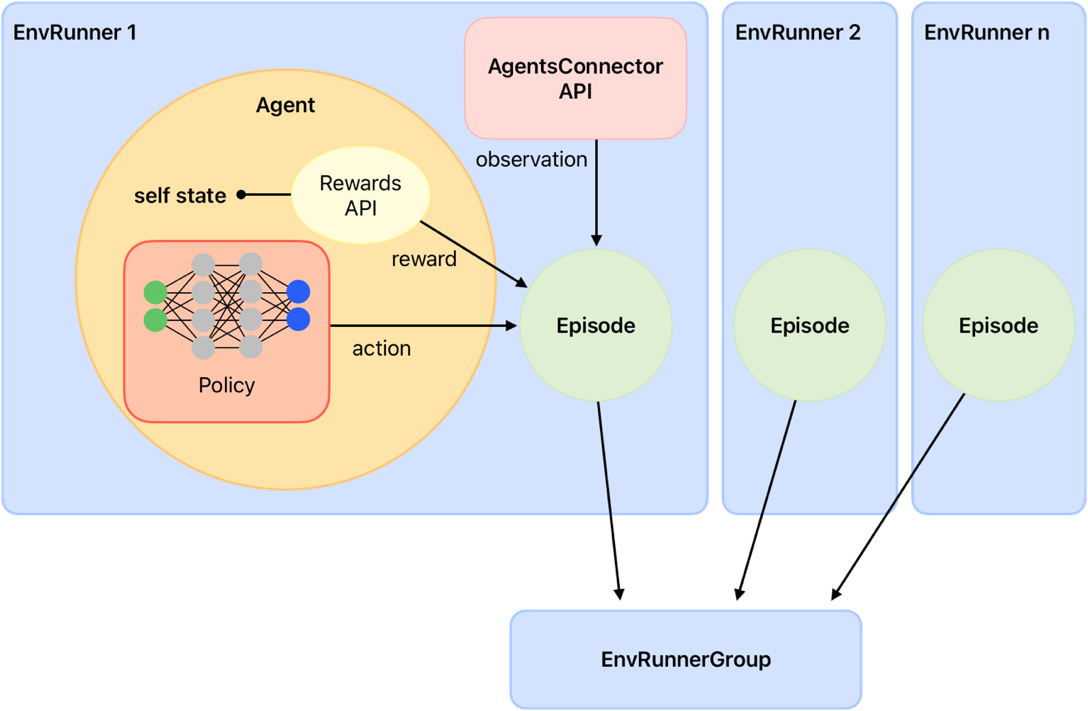 EnvRunner 1
EnvRunner 2
EnvRunner n
AgentsConnector
API
Agent
observation
self state
Rewards
API
reward
action
Policy
Episode
Episode
Episode
EnvRunnerGroup